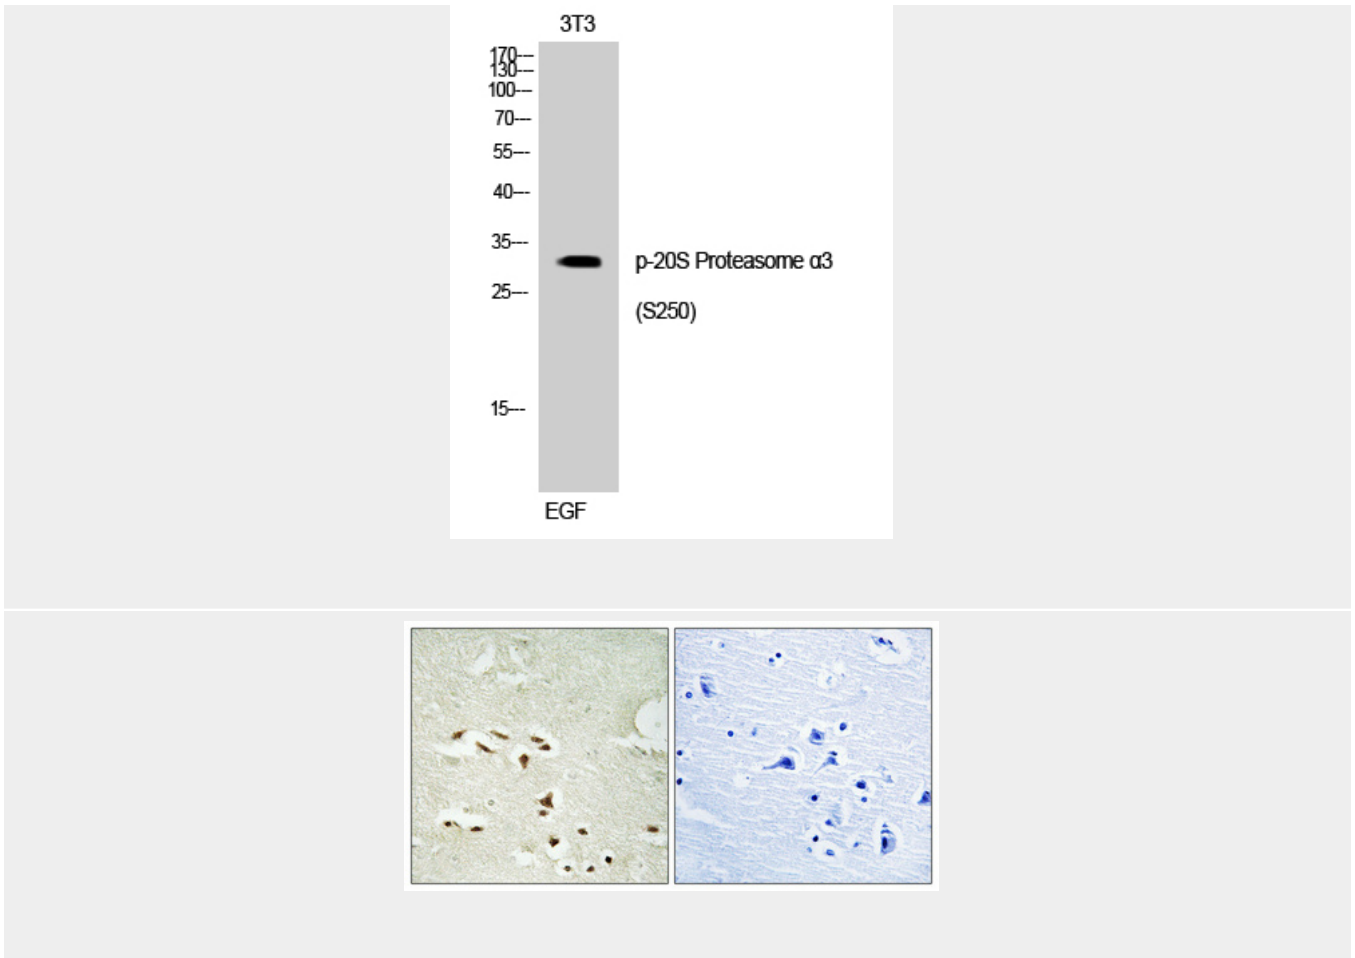 3T3
170---
130---
100---
70---
55---
40---
35---
p-20S Proteasome α3
25---
(S250)
15---
EGF